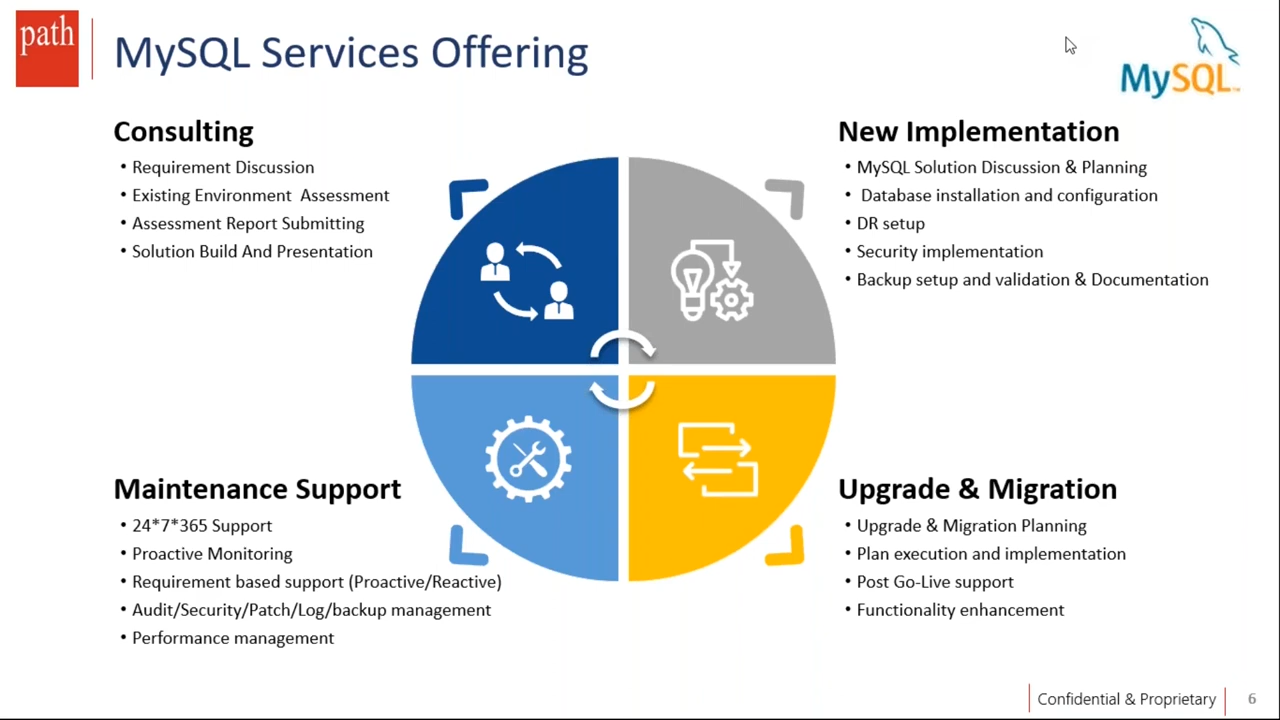 path
MySQL Services Offering
MySQL™
Consulting
• Requirement Discussion
• Existing Environment  Assessment
• Assessment Report Submitting
• Solution Build And Presentation
New Implementation
• MySQL Solution Discussion & Planning
•  Database installation and configuration
• DR setup
• Security implementation
• Backup setup and validation & Documentation
Maintenance Support
• 24*7*365 Support
• Proactive Monitoring
• Requirement based support (Proactive/Reactive)
• Audit/Security/Patch/Log/backup management
• Performance management
Upgrade & Migration
• Upgrade & Migration Planning
• Plan execution and implementation
• Post Go-Live support
• Functionality enhancement
Confidential & Proprietary
6